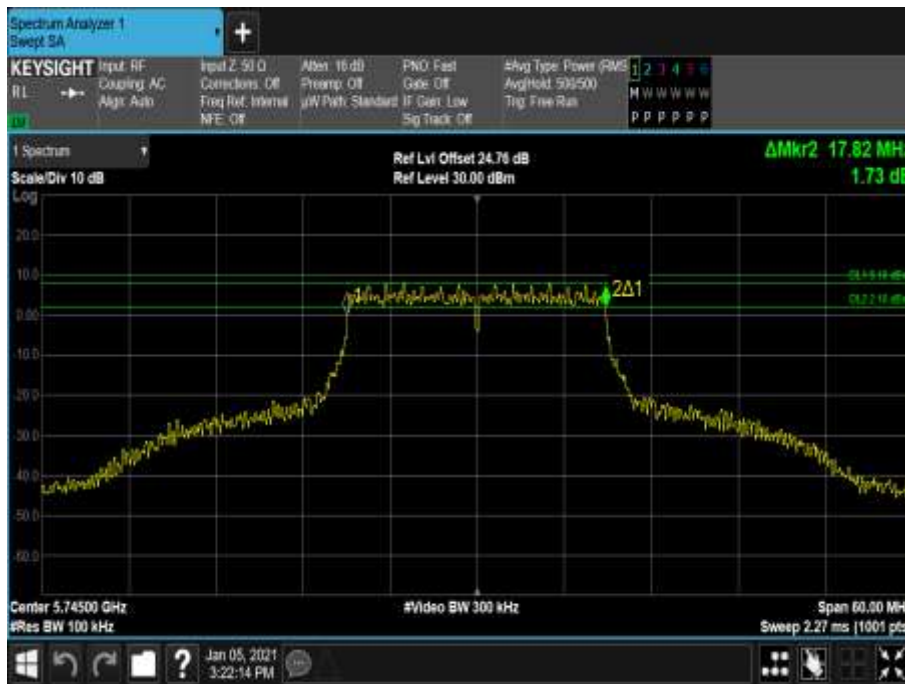 Spectrum Analyzer 1
Swept SA
+
KEYSIGHT Input: RF Input Z: 50 Ω Atten: 16 dB PNO: Fast #Avg Type: Power (RMS 1 2 3 4 5 6
RL Coupling: AC Corrections: Off Preamp: Off Gate: Off Avg|Hold: 500/500 M W W W W W
Align: Auto Freq Ref: Internal µW Path: Standard IF Gain: Low Trig: Free Run
NFE: Off Sig Track: Off P P P P P P
1 Spectrum
ΔMkr2 17.82 MHz
Ref Lvl Offset 24.76 dB
Scale/Div 10 dB
Ref Level 30.00 dBm
1.73 dB
Log
20.0
10.0
2Δ1
0.00
-10.0
-20.0
-30.0
-40.0
-50.0
-60.0
Center 5.74500 GHz
#Video BW 300 kHz
Span 60.00 MH
#Res BW 100 kHz
Sweep 2.27 ms (1001 pts
? Jan 05, 2021
3:22:14 PM